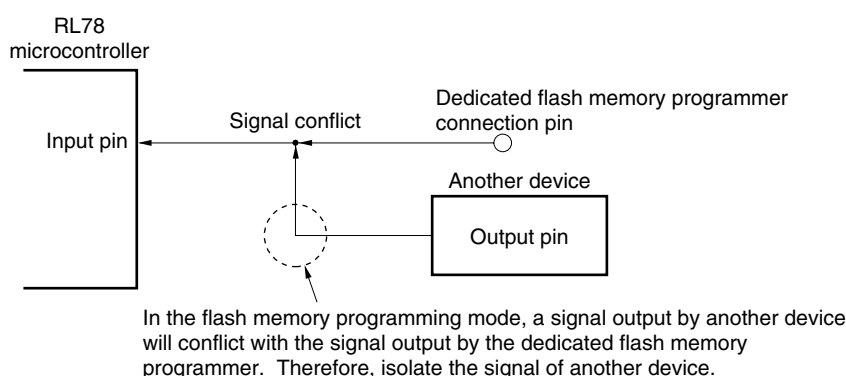 RL78
microcontroller
Dedicated flash memory programmer
connection pin
Signal conflict
Input pin
Another device
Output pin
In the flash memory programming mode, a signal output by another device
will conflict with the signal output by the dedicated flash memory
programmer.  Therefore, isolate the signal of another device.